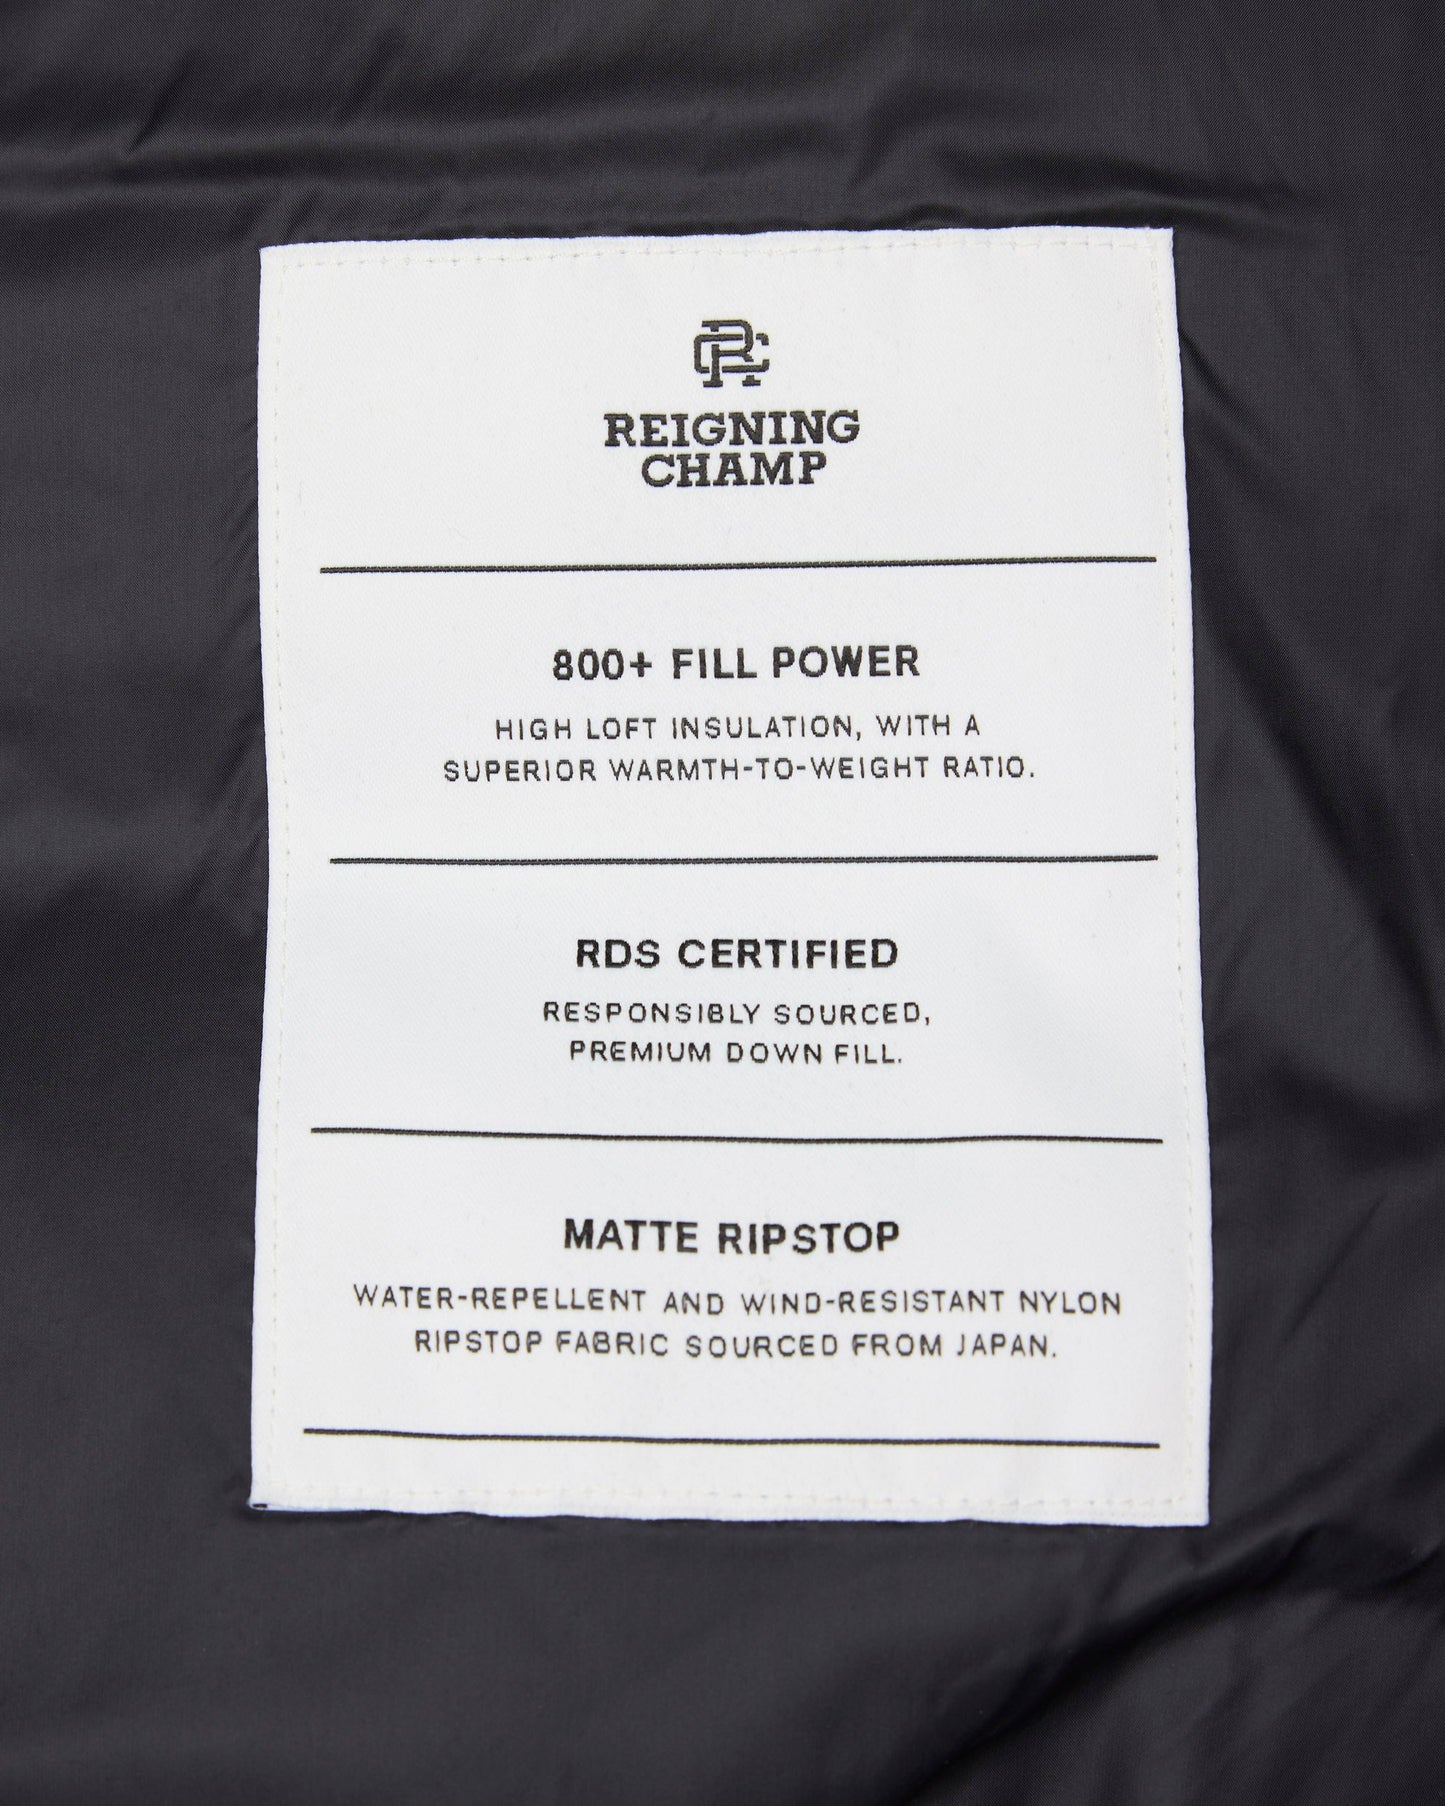 RC
REIGNING
CHAMP
800+ FILL POWER
HIGH LOFT INSULATION, WITH A
SUPERIOR WARMTH-TO-WEIGHT RATIO.
RDS CERTIFIED
RESPONSIBLY SOURCED,
PREMIUM DOWN FILL.
MATTE RIPSTOP
WATER-REPELLENT AND WIND-RESISTANT NYLON
RIPSTOP FABRIC SOURCED FROM JAPAN.